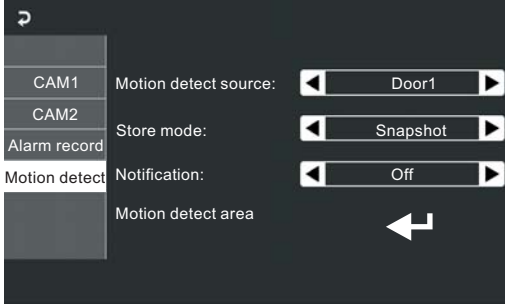 CAM1
CAM2
Alarm record
Motion detect
Motion detect source: Door1
Store mode: Snapshot
Notification: Off
Motion detect area